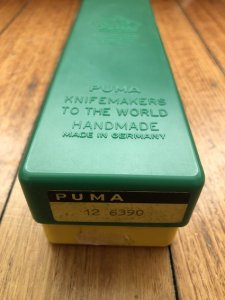 PUMA
KNIFEMAKERS
TO THE WORLD
HANDMADE
MADE IN GERMANY
PUMA
12 6390